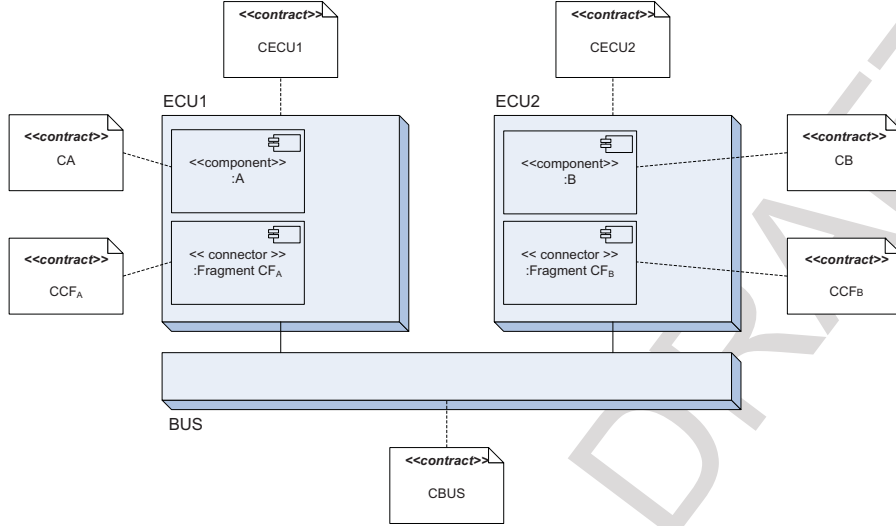 <<contract>>
CECU1
<<contract>>
CECU2
ECU1
ECU2
<<contract>>
CA
<<component>>
:A
<<component>>
:B
<<contract>>
CB
<<contract>>
CCFA
<< connector >>
:Fragment CFA
<< connector >>
:Fragment CFB
<<contract>>
CCFB
BUS
<<contract>>
CBUS
DRAFT